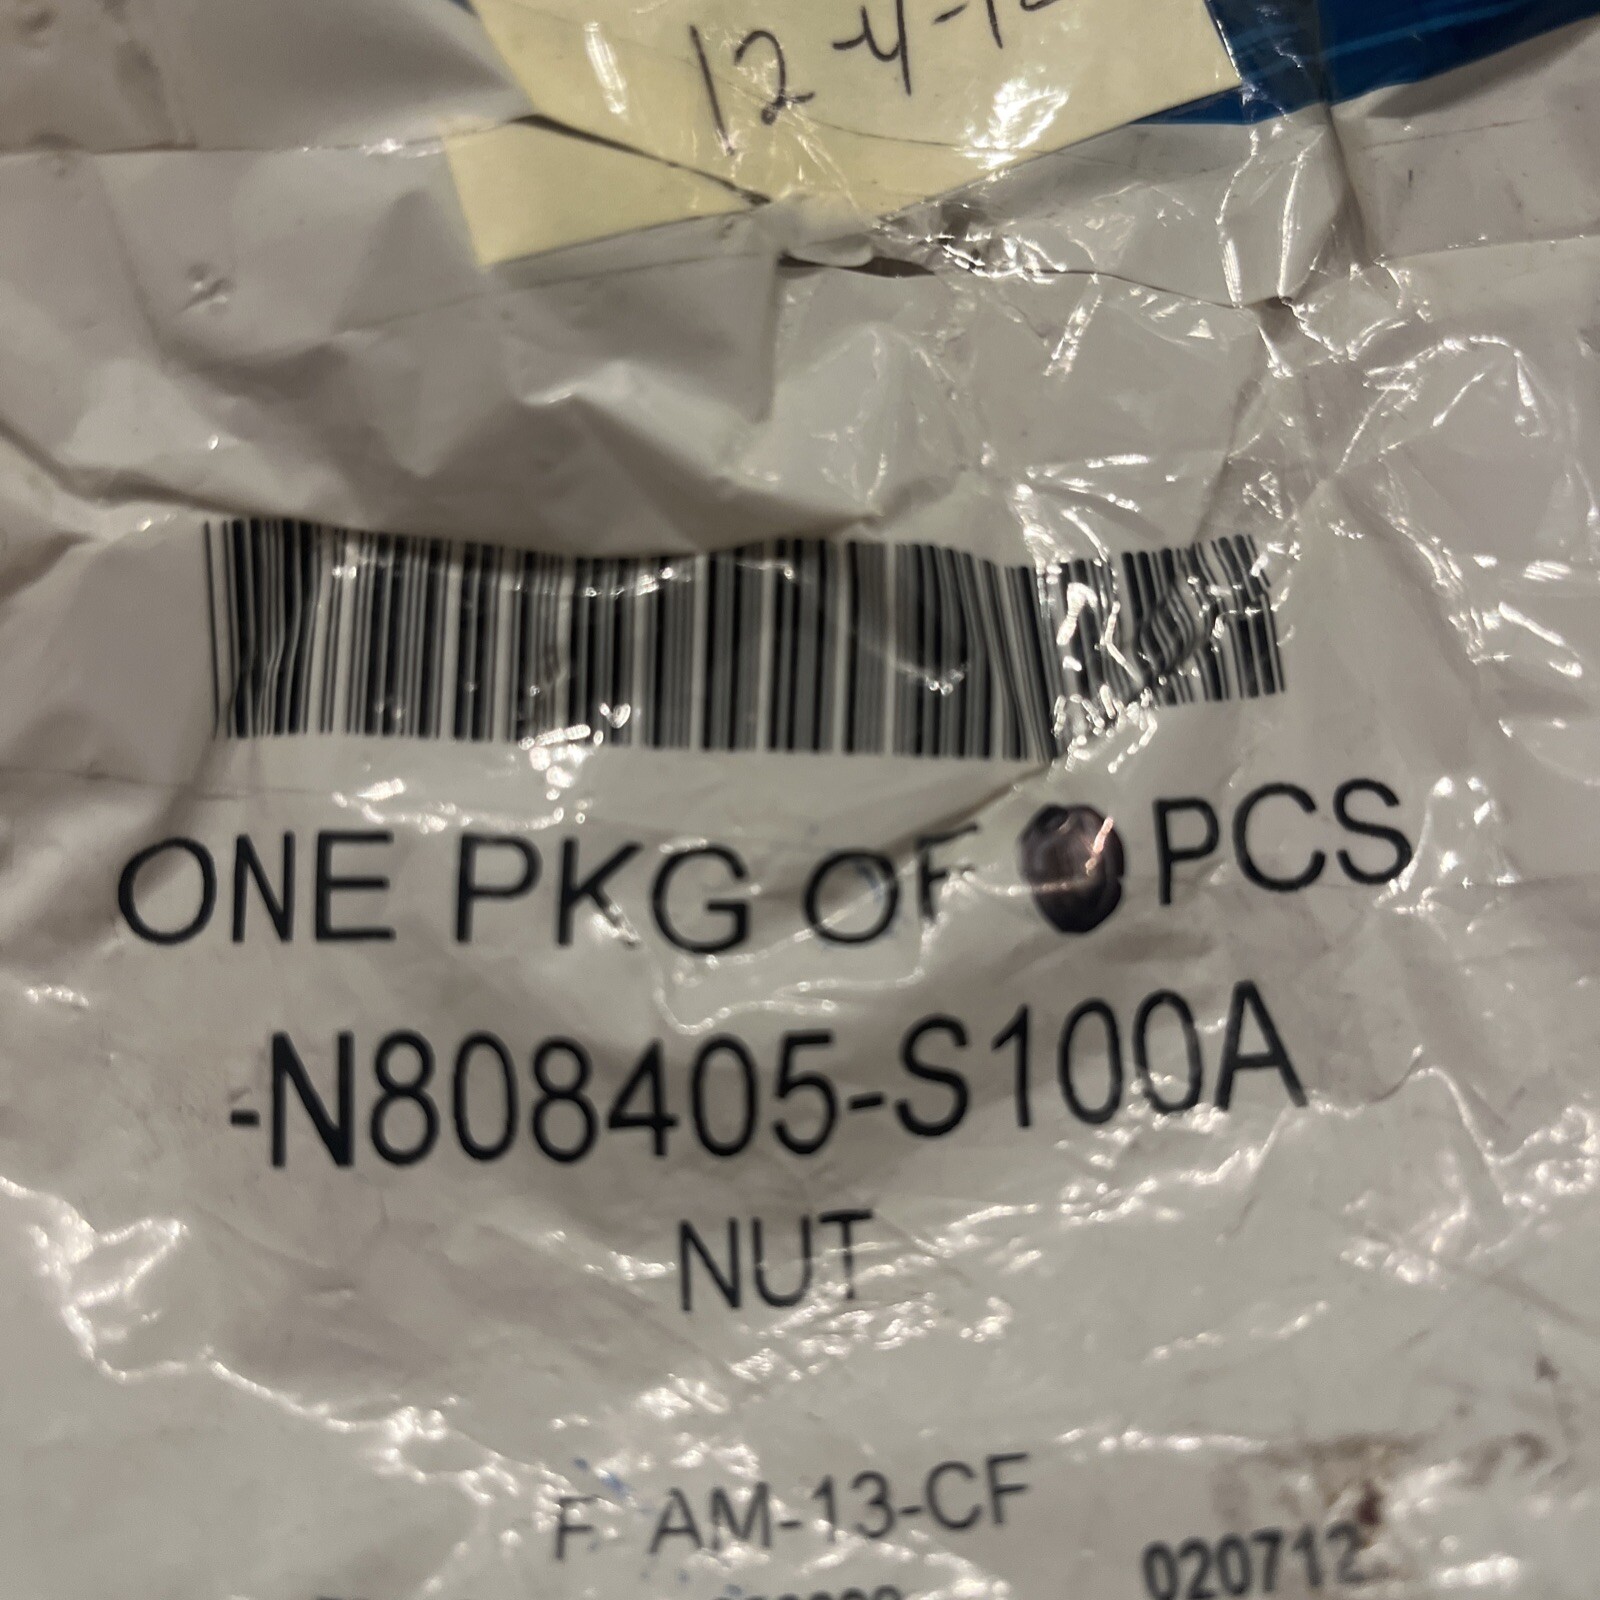 ONE PKG OF PCS
-N808405-S100A
NUT
F AM-13-CF
020712